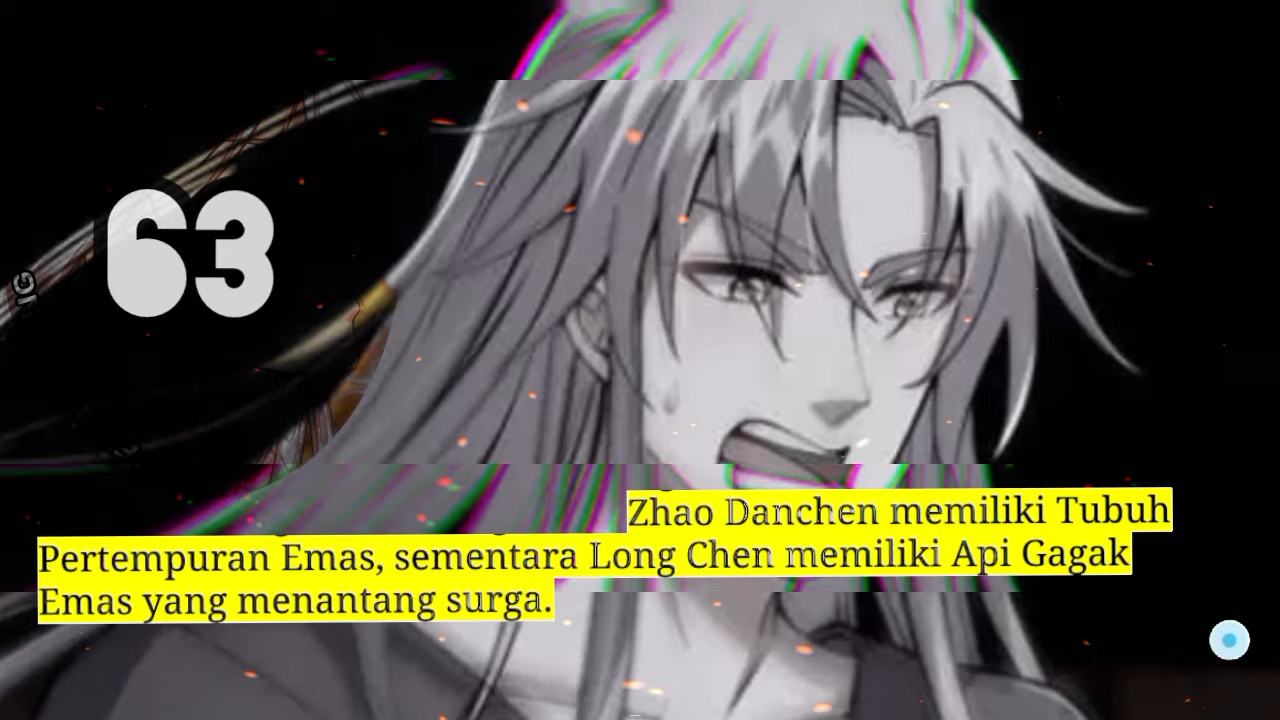 63
Zhao Danchen memiliki Tubuh
Pertempuran Emas, sementara Long Chen memiliki Api Gagak
Emas yang menantang surga.